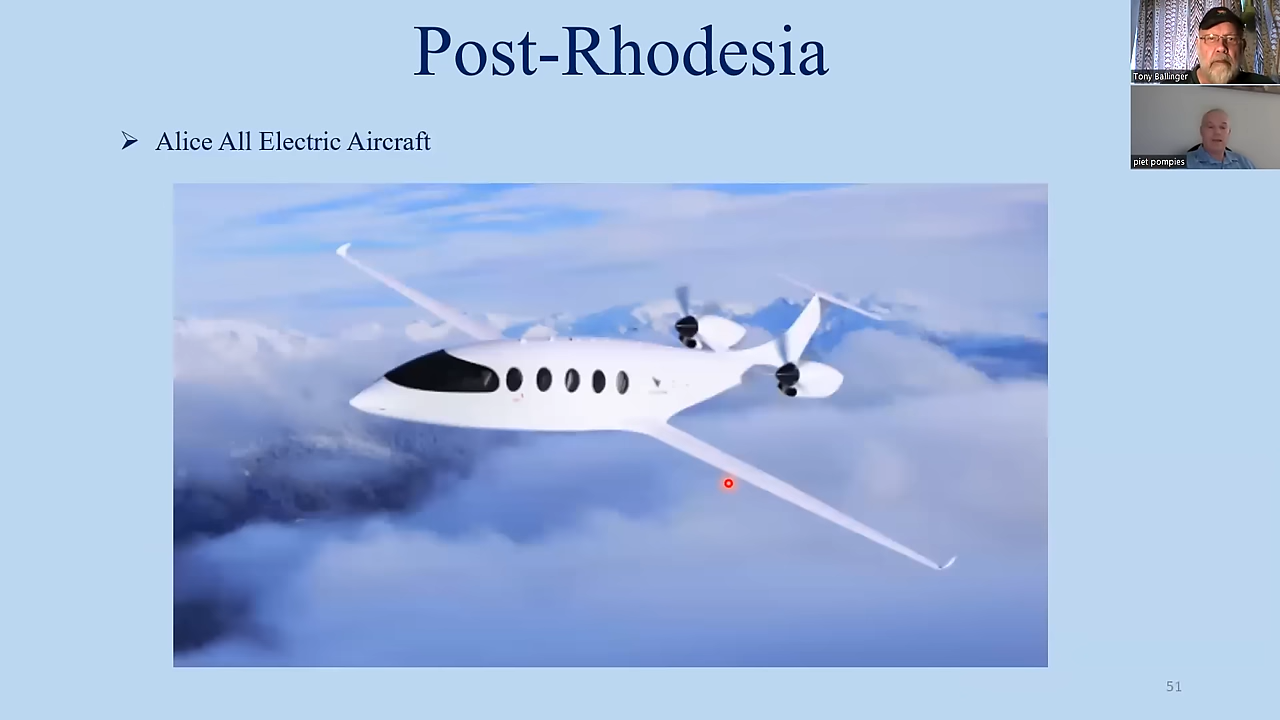 Post-Rhodesia
Alice All Electric Aircraft
Tony Ballinger
piet pompies
51